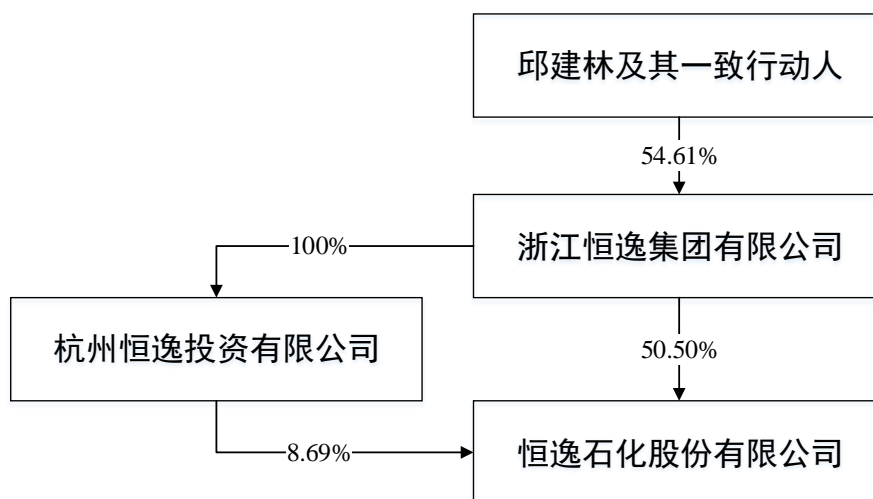 邱建林及其一致行动人
54.61%
浙江恒逸集团有限公司
100%
杭州恒逸投资有限公司
50.50%
8.69%
恒逸石化股份有限公司